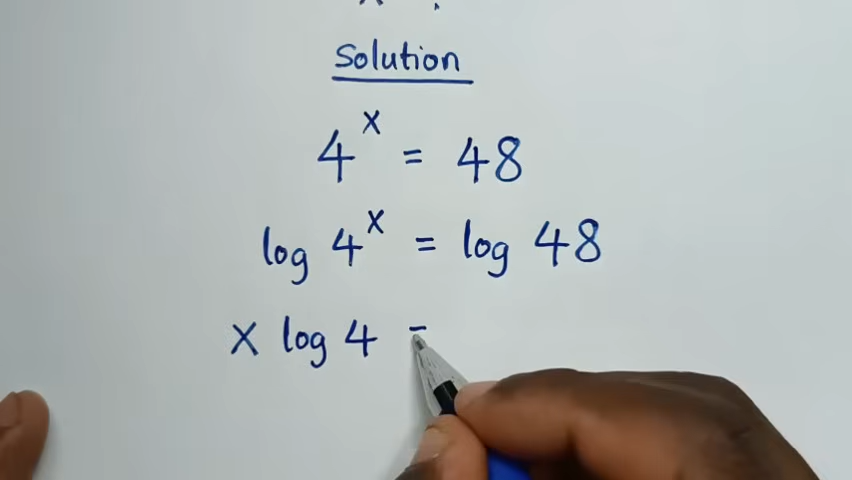 Solution
4^x = 48
log 4^x = log 48
x log 4 =